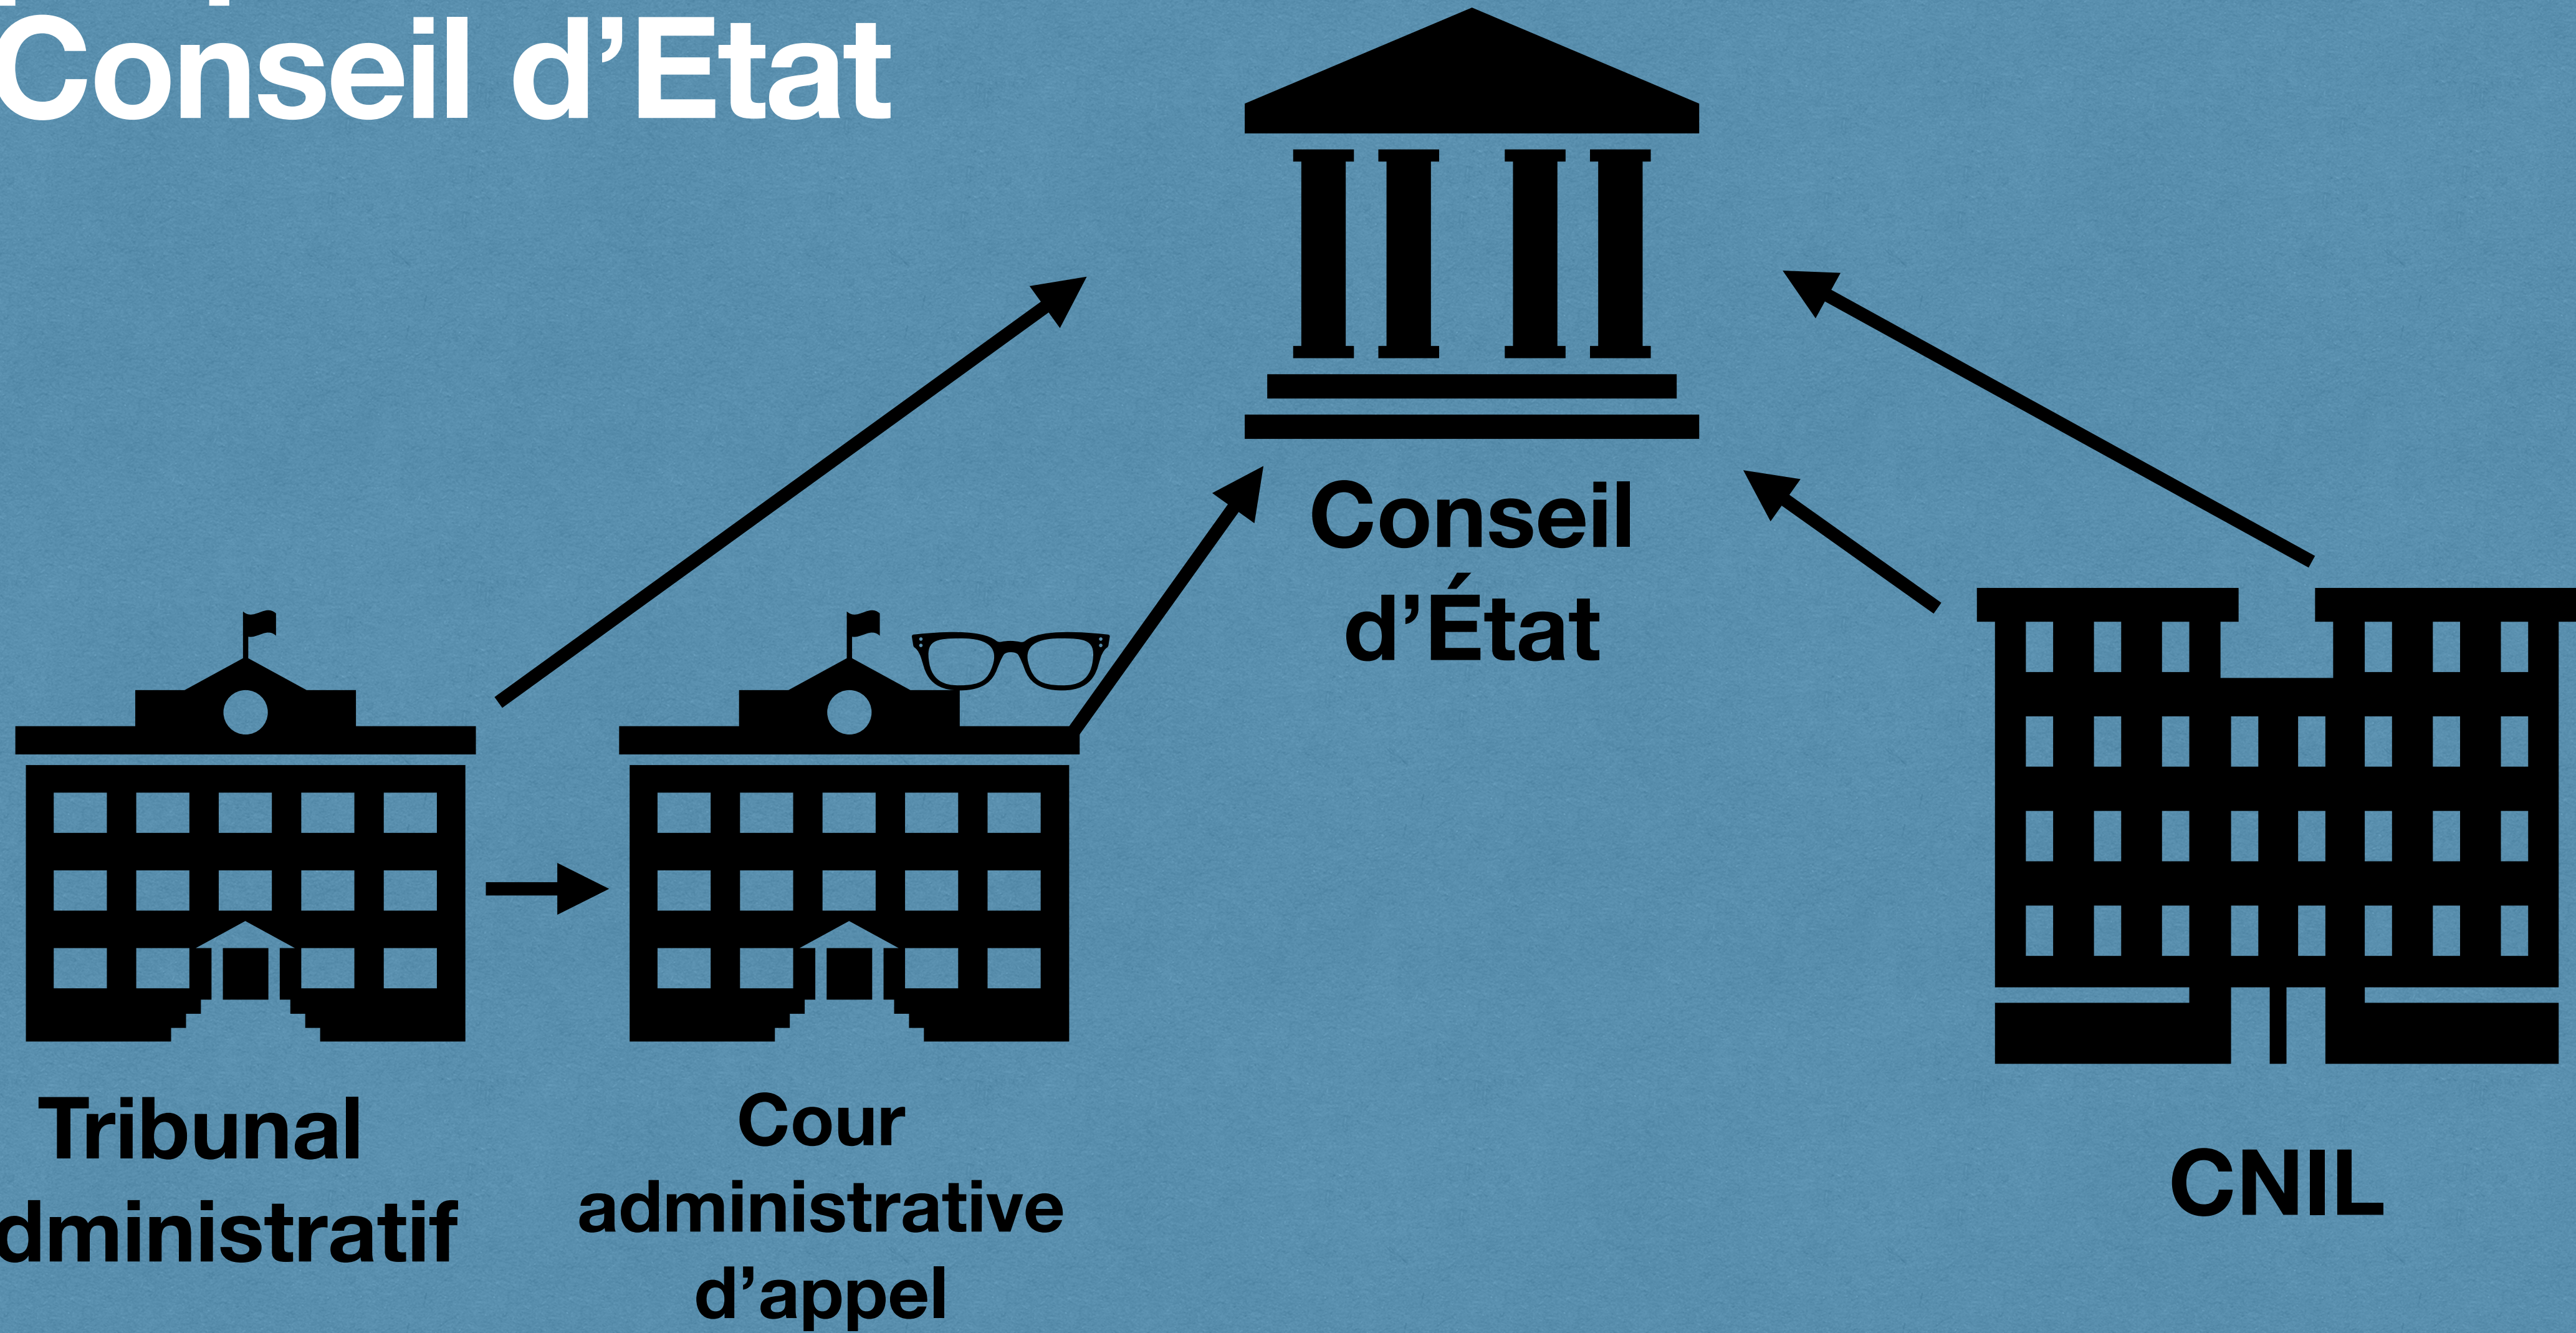 Conseil d’Etat
Conseil
d’État
Tribunal
dministratif
Cour
administrative
d’appel
CNIL